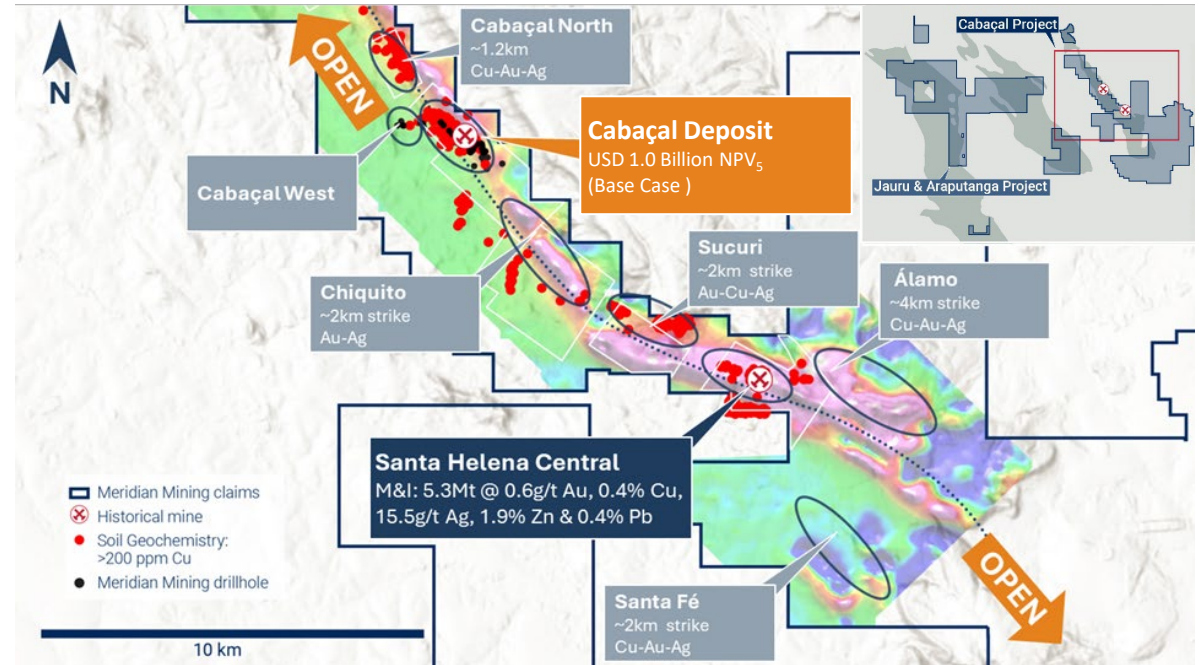 Cabaçal North
~1.2km
Cu-Au-Ag
OPEN
N
Cabaçal Project
Jauru & Araputanga Project
Cabaçal Deposit
USD 1.0 Billion NPV5
(Base Case )
Cabaçal West
Sucuri
~2km strike
Au-Cu-Ag
Álamo
~4km strike
Cu-Au-Ag
Chiquito
~2km strike
Au-Ag
Santa Helena Central
M&I: 5.3Mt @ 0.6g/t Au, 0.4% Cu,
15.5g/t Ag, 1.9% Zn & 0.4% Pb
Meridian Mining claims
Historical mine
Soil Geochemistry:
>200 ppm Cu
Meridian Mining drillhole
10 km
Santa Fé
~2km strike
Cu-Au-Ag
OPEN